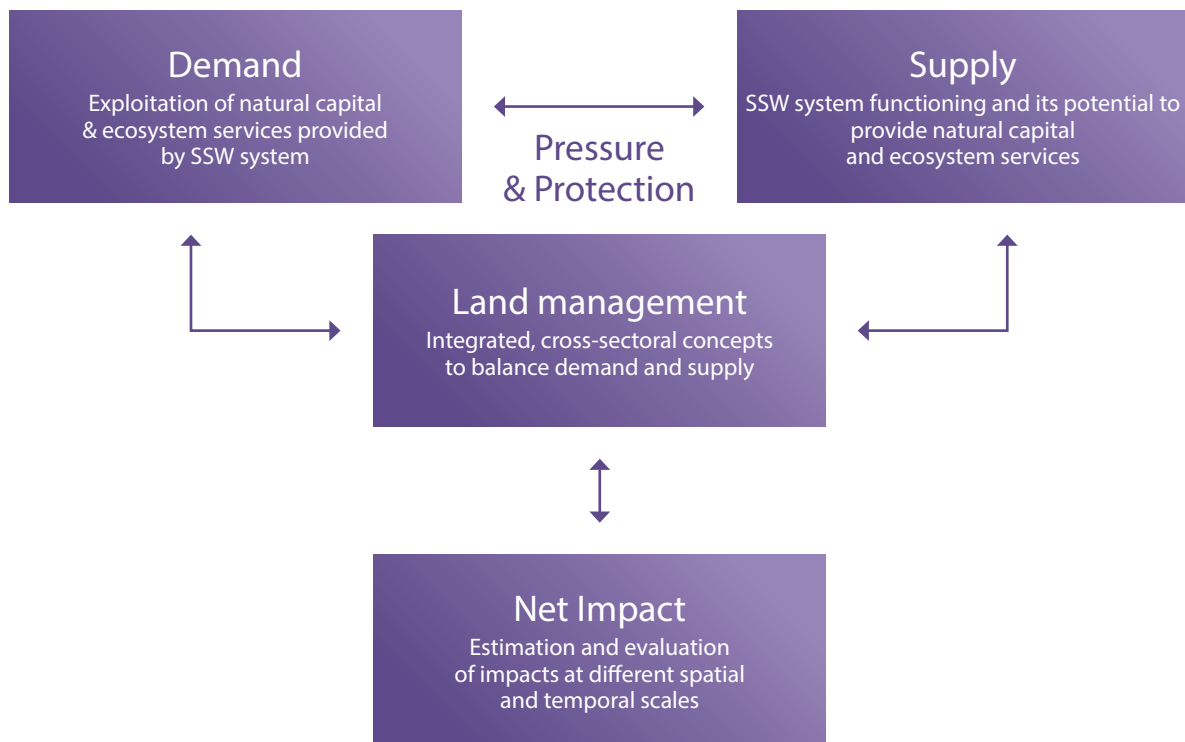 Demand
Exploitation of natural capital
& ecosystem services provided
by SSW system
Pressure
& Protection
Supply
SSW system functioning and its potential to
provide natural capital
and ecosystem services
Land management
Integrated, cross-sectoral concepts
to balance demand and supply
Net Impact
Estimation and evaluation
of impacts at different spatial
and temporal scales